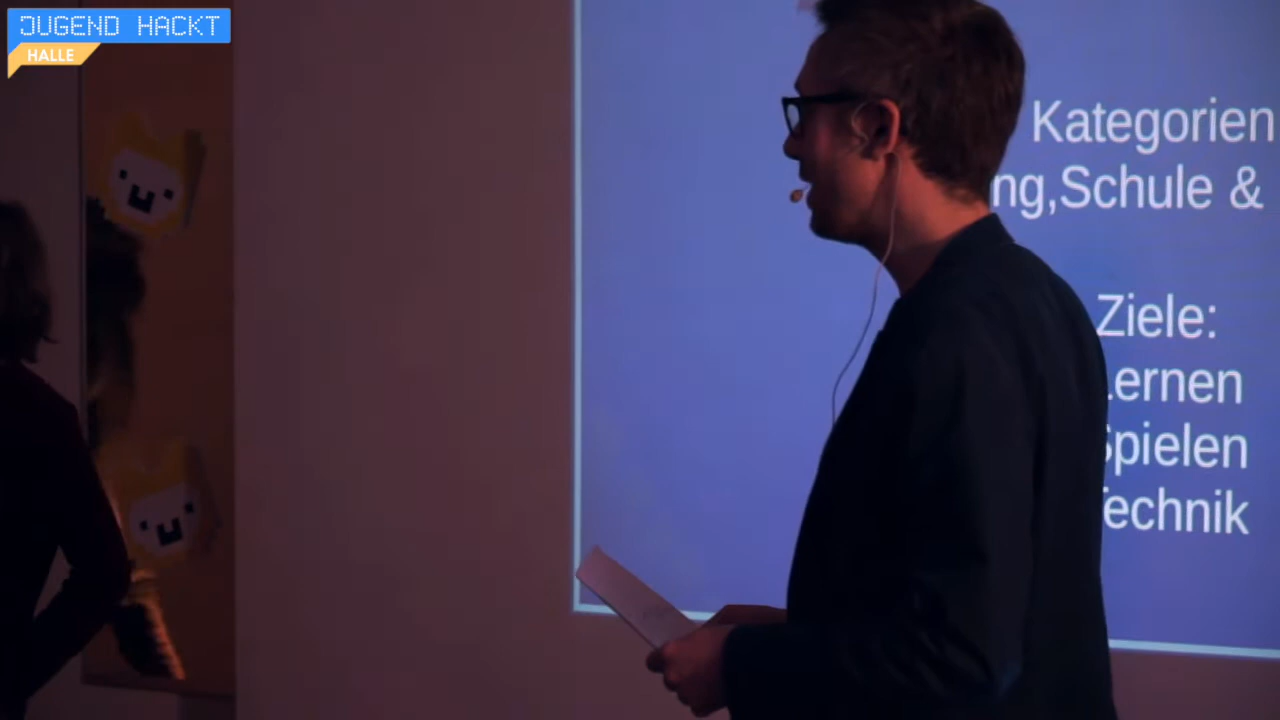 JUGEND HACKT
HALLE
Kategorien
ng,Schule &
Ziele:
Lernen
Spielen
Technik